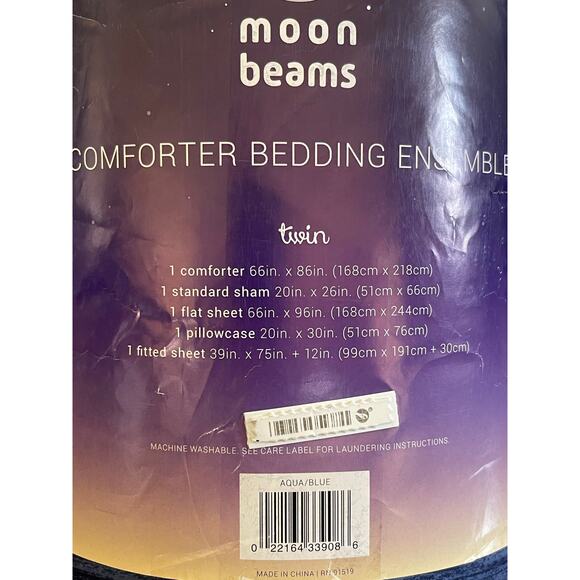 moon
beams
COMFORTER BEDDING ENSEMBLE
twin
1 comforter 66in. x 86in. (168cm x 218cm)
1 standard sham 20in. x 26in. (51cm x 66cm)
1 flat sheet 66in. x 96in. (168cm x 244cm)
1 pillowcase 20in. x 30in. (51cm x 76cm)
1 fitted sheet 39in. x 75in. + 12in. (99cm x 191cm + 30cm)
MACHINE WASHABLE. SEE CARE LABEL FOR LAUNDERING INSTRUCTIONS.
AQUA/BLUE
0 22164 33908 6
MADE IN CHINA | RN 91519